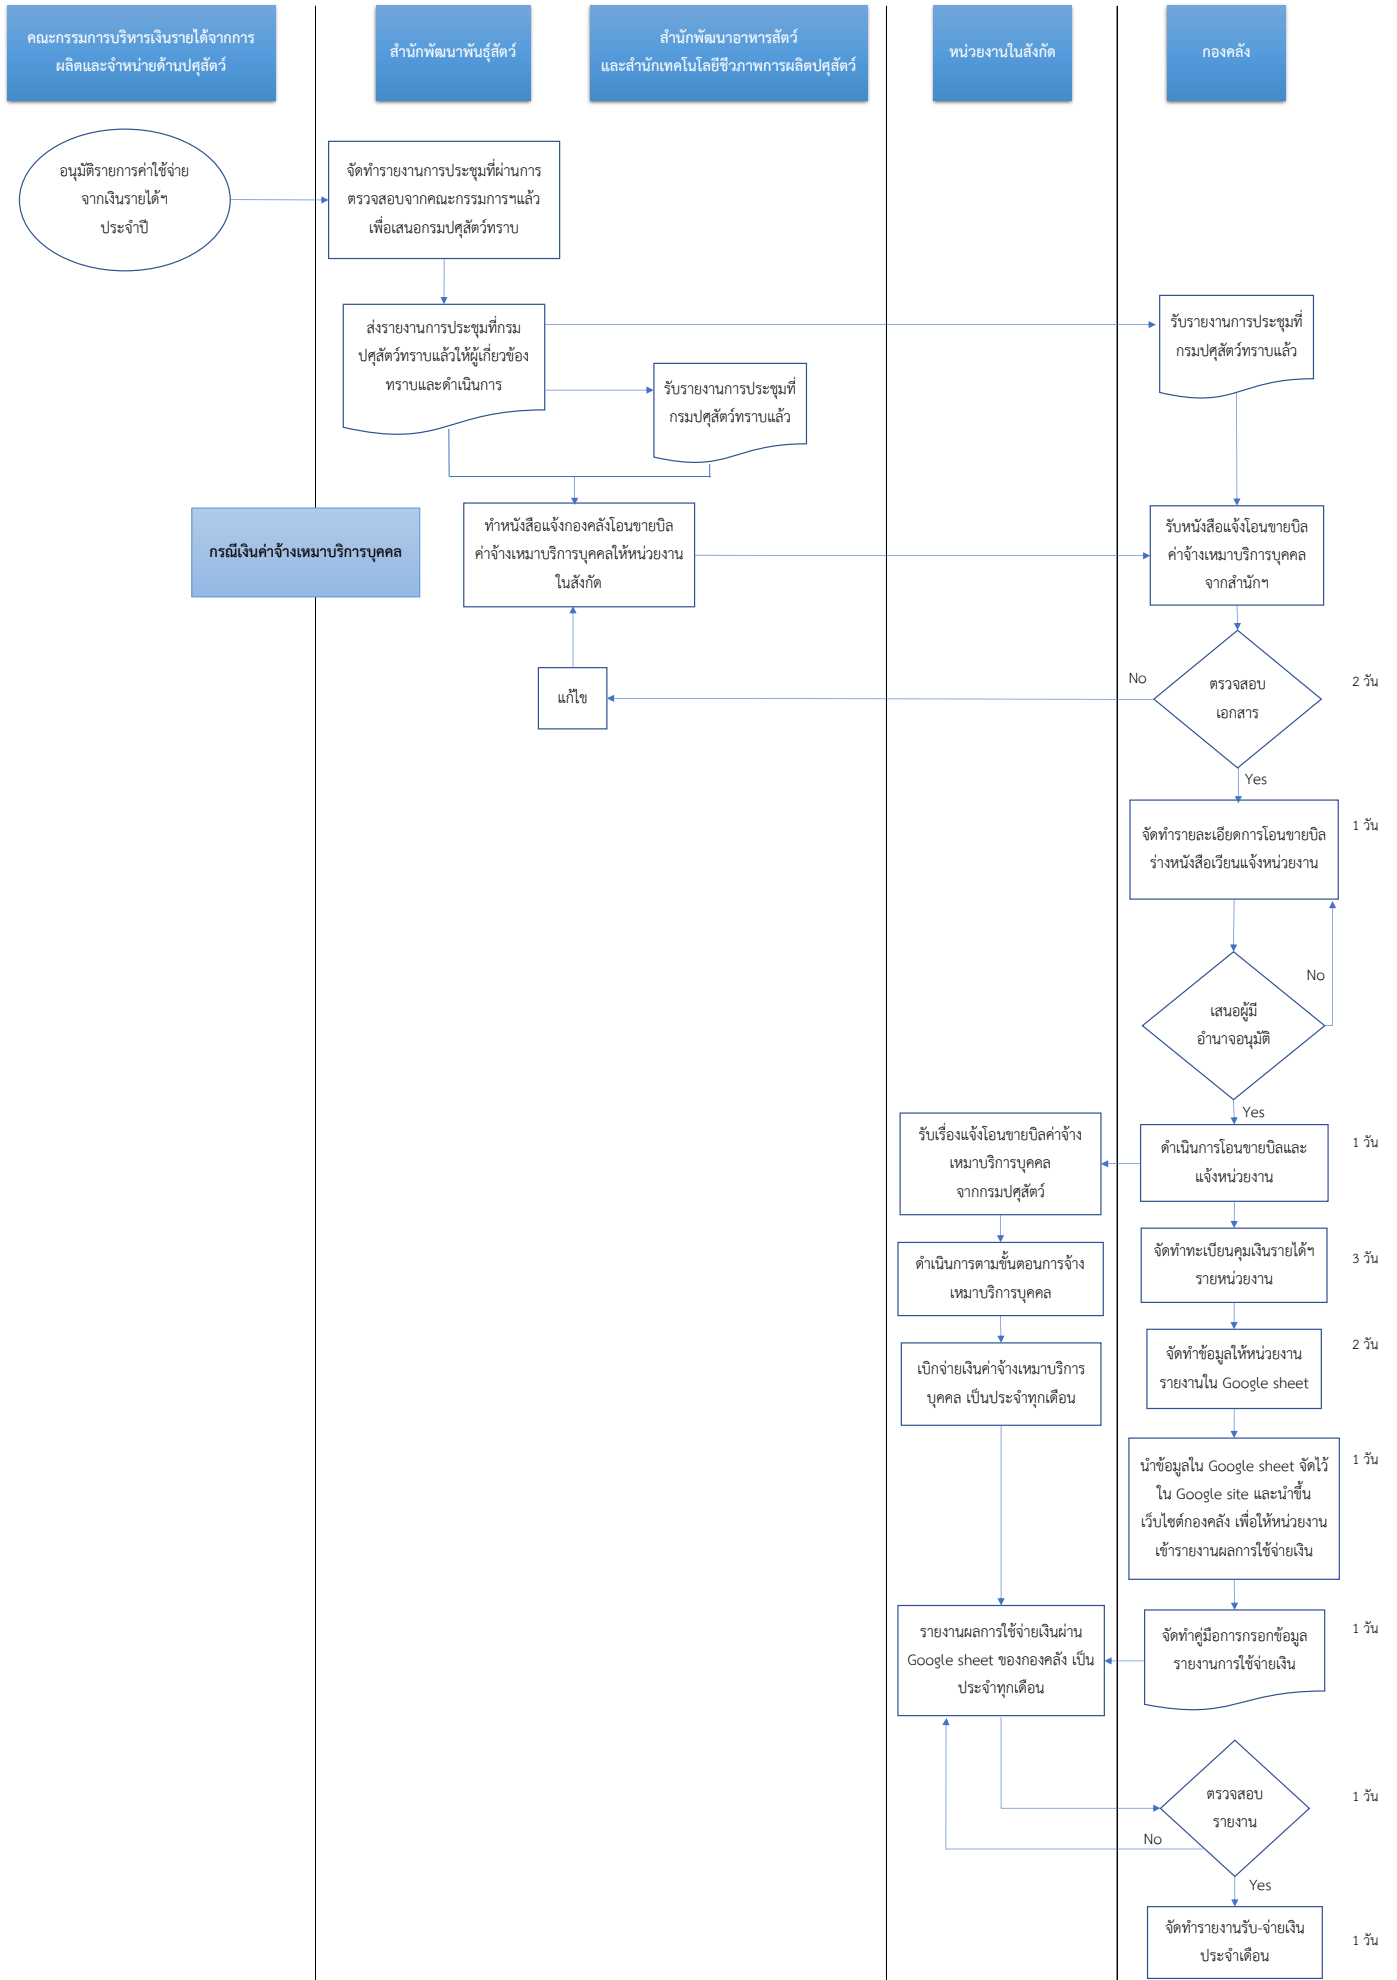 คณะกรรมการบริหารเงินรายได้จากการ
ผลิตและจำหน่ายด้านปศุสัตว์
สำนักพัฒนาพันธุ์สัตว์
สำนักพัฒนาอาหารสัตว์
และสำนักเทคโนโลยีชีวภาพการผลิตปศุสัตว์
หน่วยงานในสังกัด
กองคลัง
อนุมัติรายการค่าใช้จ่าย
จากเงินรายได้ฯ
ประจำปี
จัดทำรายงานการประชุมที่ผ่านการ
ตรวจสอบจากคณะกรรมการฯแล้ว
เพื่อเสนอกรมปศุสัตว์ทราบ
ส่งรายงานการประชุมที่กรม
ปศุสัตว์ทราบแล้วให้ผู้เกี่ยวข้อง
ทราบและดำเนินการ
รับรายงานการประชุมที่
กรมปศุสัตว์ทราบแล้ว
รับรายงานการประชุมที่
กรมปศุสัตว์ทราบแล้ว
กรณีเงินค่าจ้างเหมาบริการบุคคล
ทำหนังสือแจ้งกองคลังโอนขายบิล
ค่าจ้างเหมาบริการบุคคลให้หน่วยงาน
ในสังกัด
รับหนังสือแจ้งโอนขายบิล
ค่าจ้างเหมาบริการบุคคล
จากสำนักฯ
แก้ไข
No
ตรวจสอบ
เอกสาร
2 วัน
Yes
จัดทำรายละเอียดการโอนขายบิล
ร่างหนังสือเวียนแจ้งหน่วยงาน
1 วัน
No
เสนอผู้มี
อำนาจอนุมัติ
Yes
รับเรื่องแจ้งโอนขายบิลค่าจ้าง
เหมาบริการบุคคล
จากกรมปศุสัตว์
ดำเนินการโอนขายบิลและ
แจ้งหน่วยงาน
1 วัน
ดำเนินการตามขั้นตอนการจ้าง
เหมาบริการบุคคล
จัดทำทะเบียนคุมเงินรายได้ฯ
รายหน่วยงาน
3 วัน
เบิกจ่ายเงินค่าจ้างเหมาบริการ
บุคคล เป็นประจำทุกเดือน
จัดทำข้อมูลให้หน่วยงาน
รายงานใน Google sheet
2 วัน
นำข้อมูลใน Google sheet จัดไว้
ใน Google site และนำขึ้น
เว็บไซต์กองคลัง เพื่อให้หน่วยงาน
เข้ารายงานผลการใช้จ่ายเงิน
1 วัน
รายงานผลการใช้จ่ายเงินผ่าน
Google sheet ของกองคลัง เป็น
ประจำทุกเดือน
จัดทำคู่มือการกรอกข้อมูล
รายงานการใช้จ่ายเงิน
1 วัน
ตรวจสอบ
รายงาน
1 วัน
No
Yes
จัดทำรายงานรับ-จ่ายเงิน
ประจำเดือน
1 วัน